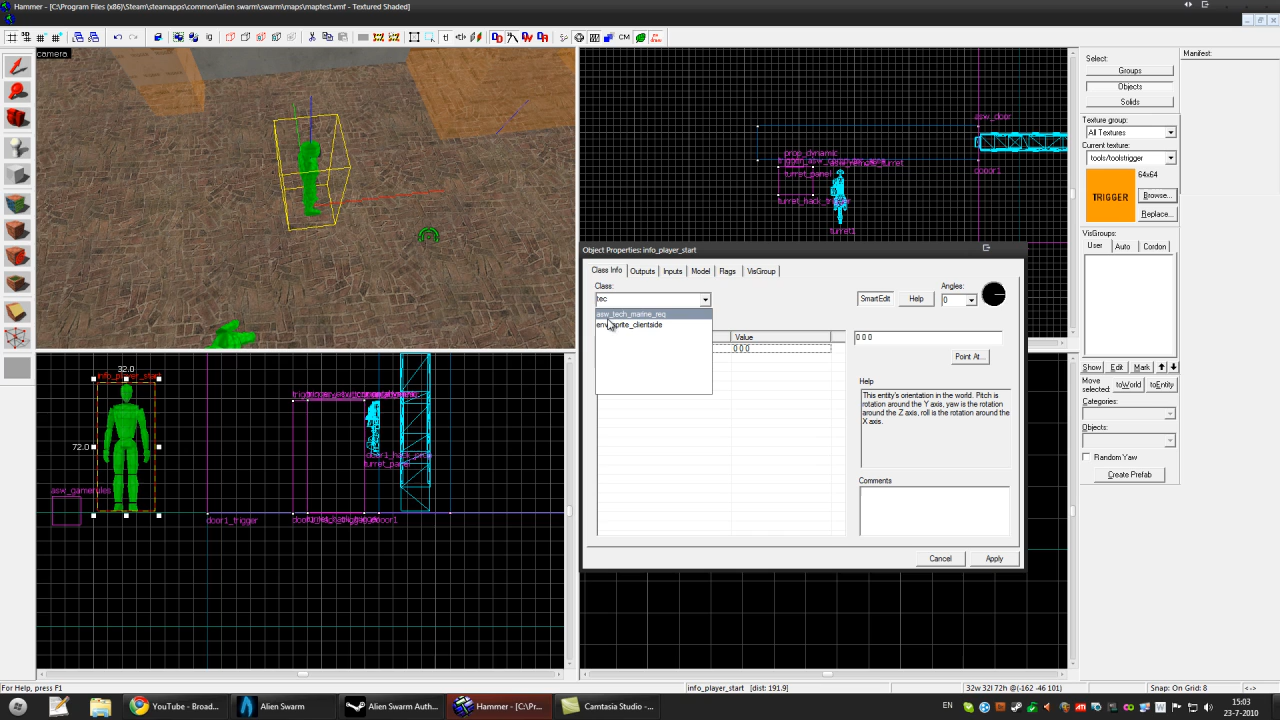 Hammer - [C:\Program Files (x86)\Steam\steamapps\common\alien swarm\swarm\maps\maptest.vmf - Textured Shaded]
CM
camera
asw_door
prop_dynamic
turret_panel
turret_hack_trigger
turret1
dooor1
Select:
Groups
Objects
Solids
Texture group:
All Textures
Current texture:
tools/toolstrigger
TRIGGER
64x64
Browse...
Replace...
VisGroups:
User
Auto
Cordon
Show
Edit
Mark
Move selected:
toWorld
toEntity
Categories:
Objects:
Random Yaw
Create Prefab
Manifest:
Object Properties: info_player_start
Class Info
Outputs
Inputs
Model
Flags
VisGroup
Class:
tec
asw_tech_marine_req
Value
0 0 0
SmartEdit
Help
Angles:
0
0 0 0
Point At...
Help
This entity's orientation in the world. Pitch is
rotation around the Y axis, yaw is the rotation
around the Z axis, roll is the rotation around the
X axis.
Comments
Cancel
Apply
32.0
info_player_start
72.0
asw_gamerules
door1_trigger
turret_panel
For Help, press F1
info_player_start [dist: 191.9]
32w 32l 72h @(-162 -46 101)
Snap: On Grid: 8
<->
YouTube - Broad...
Alien Swarm
Alien Swarm Auth...
Hammer - [C:\Pr...
Camtasia Studio - ...
EN
15:03
23-7-2010